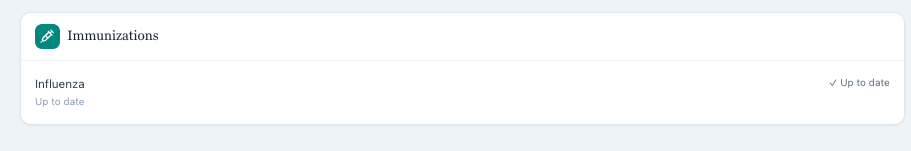 Immunizations
Influenza
✓ Up to date
Up to date